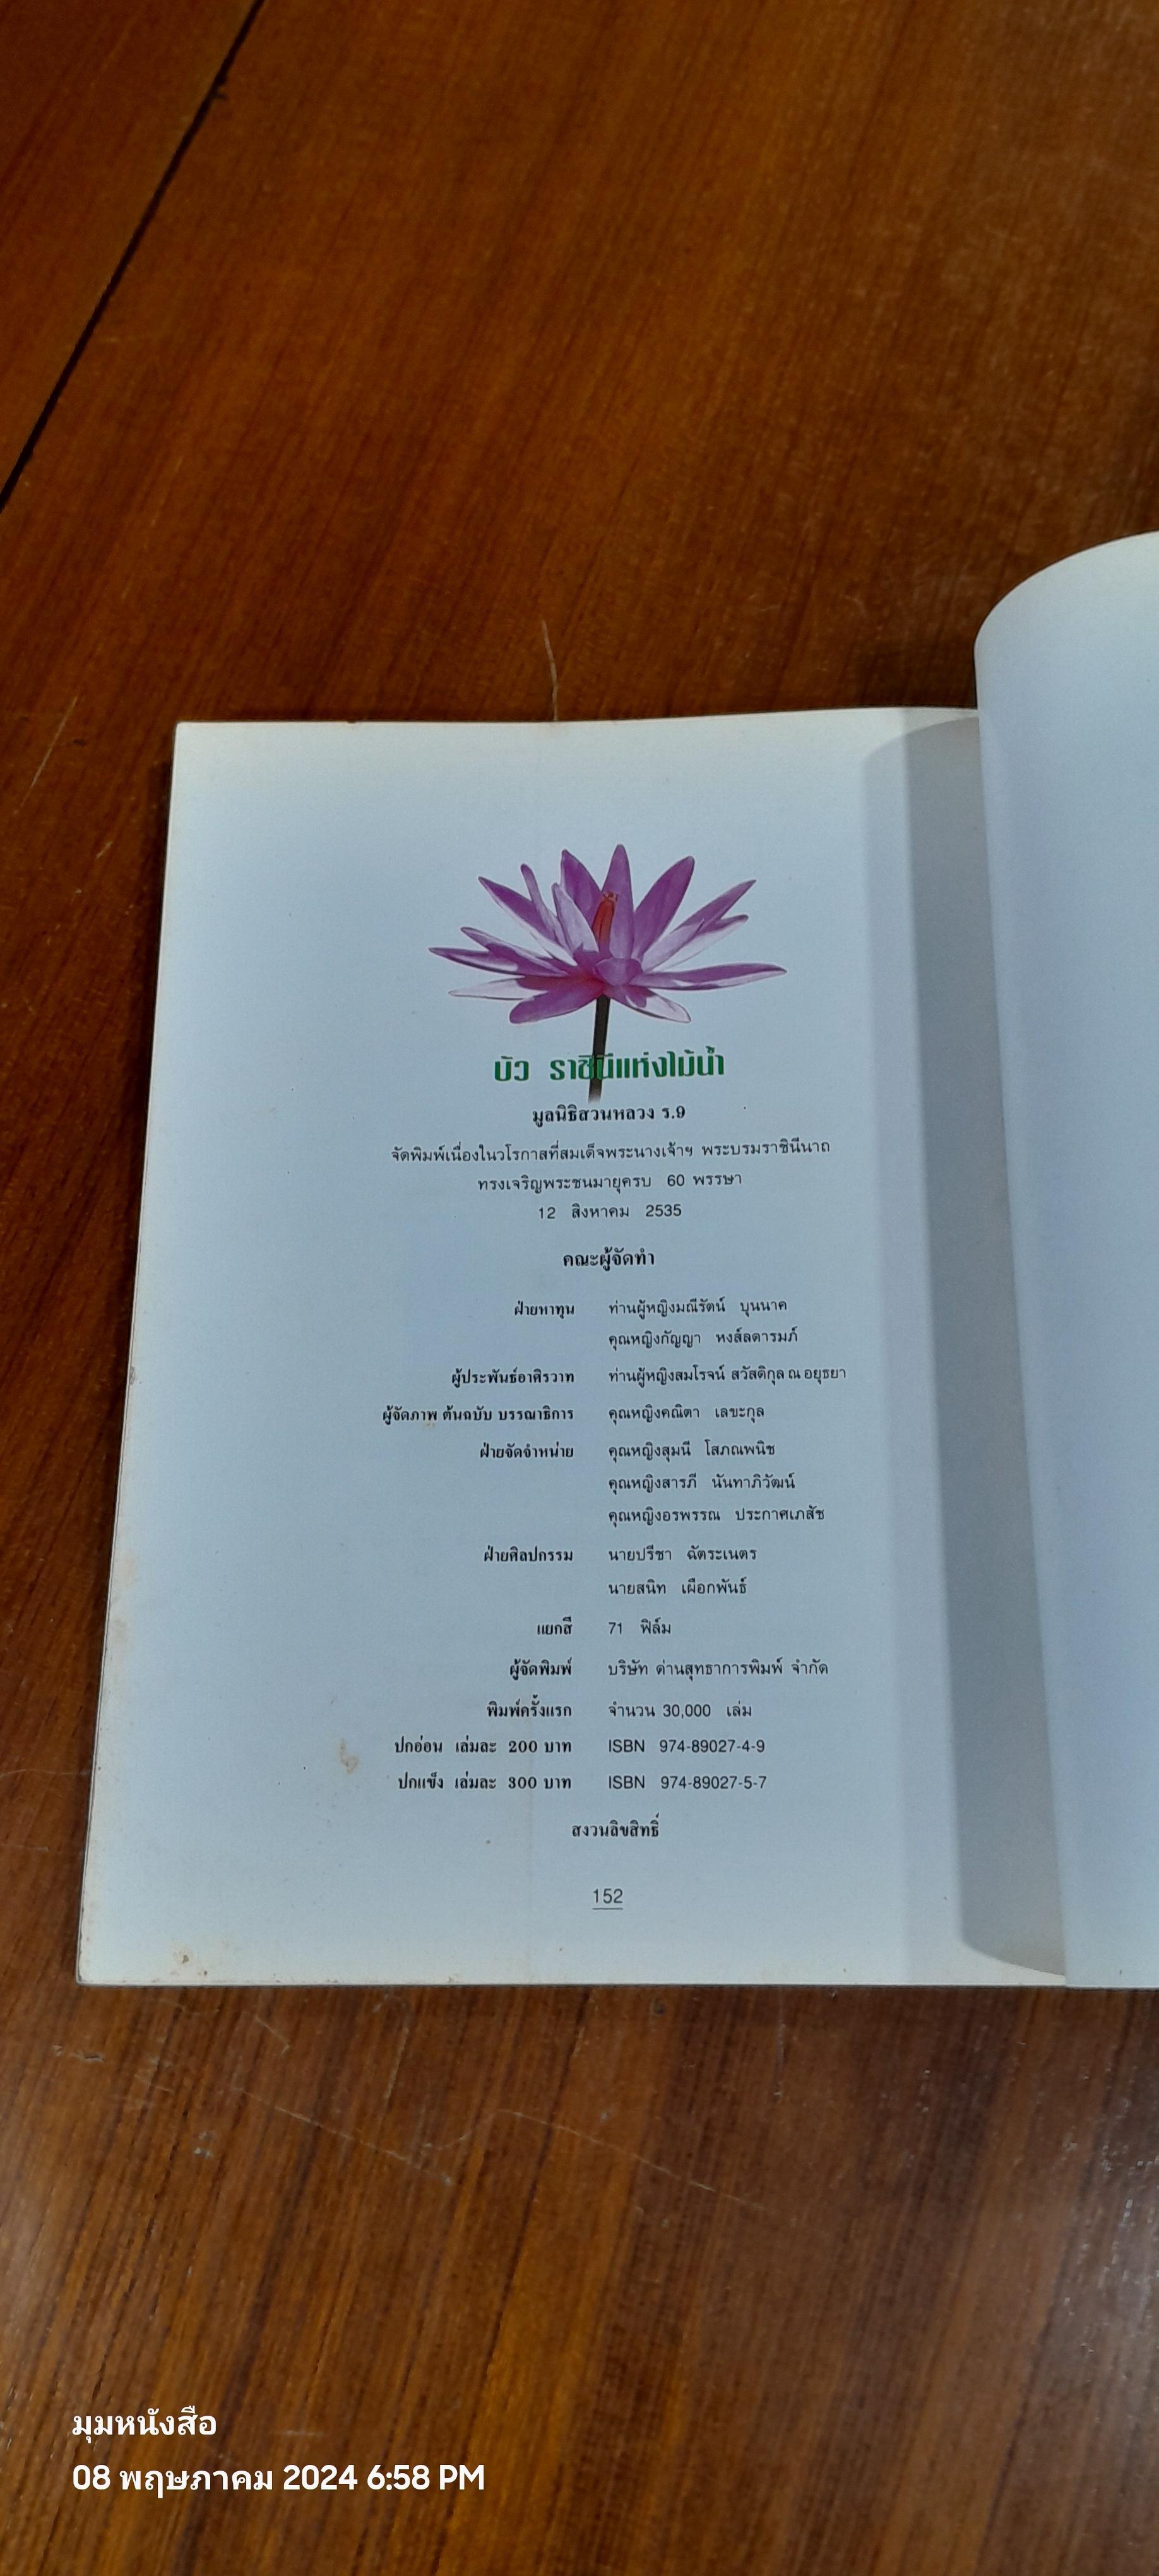 บัว ราชินีแห่งไม้น้ำ
มูลนิธิสวนหลวง ร.9
จัดพิมพ์เนื่องในวโรกาสที่สมเด็จพระนางเจ้าฯ พระบรมราชินีนาถ
ทรงเจริญพระชนมายุครบ 60 พรรษา
12 สิงหาคม 2535
คณะผู้จัดทำ
ฝ่ายหาทุน ท่านผู้หญิงมณีรัตน์ บุนนาค
คุณหญิงกัญญา หงส์ลดารมภ์
ผู้ประพันธ์อาศิรวาท ท่านผู้หญิงสมโรจน์ สวัสดิกุล ณ อยุธยา
ผู้จัดภาพ ต้นฉบับ บรรณาธิการ คุณหญิงคณิตา เลขะกุล
ฝ่ายจัดจำหน่าย คุณหญิงสุมนี โสภณพนิช
คุณหญิงสารภี นันทาภิวัฒน์
คุณหญิงอรพรรณ ประกาศเภสัช
ฝ่ายศิลปกรรม นายปรีชา ฉัตระเนตร
นายสนิท เผือกพันธ์
แยกสี 71 ฟิล์ม
ผู้จัดพิมพ์ บริษัท ด่านสุทธาการพิมพ์ จำกัด
พิมพ์ครั้งแรก จำนวน 30,000 เล่ม
ปกอ่อน เล่มละ 200 บาท ISBN 974-89027-4-9
ปกแข็ง เล่มละ 300 บาท ISBN 974-89027-5-7
สงวนลิขสิทธิ์
152
มุมหนังสือ
08 พฤษภาคม 2024 6:58 PM